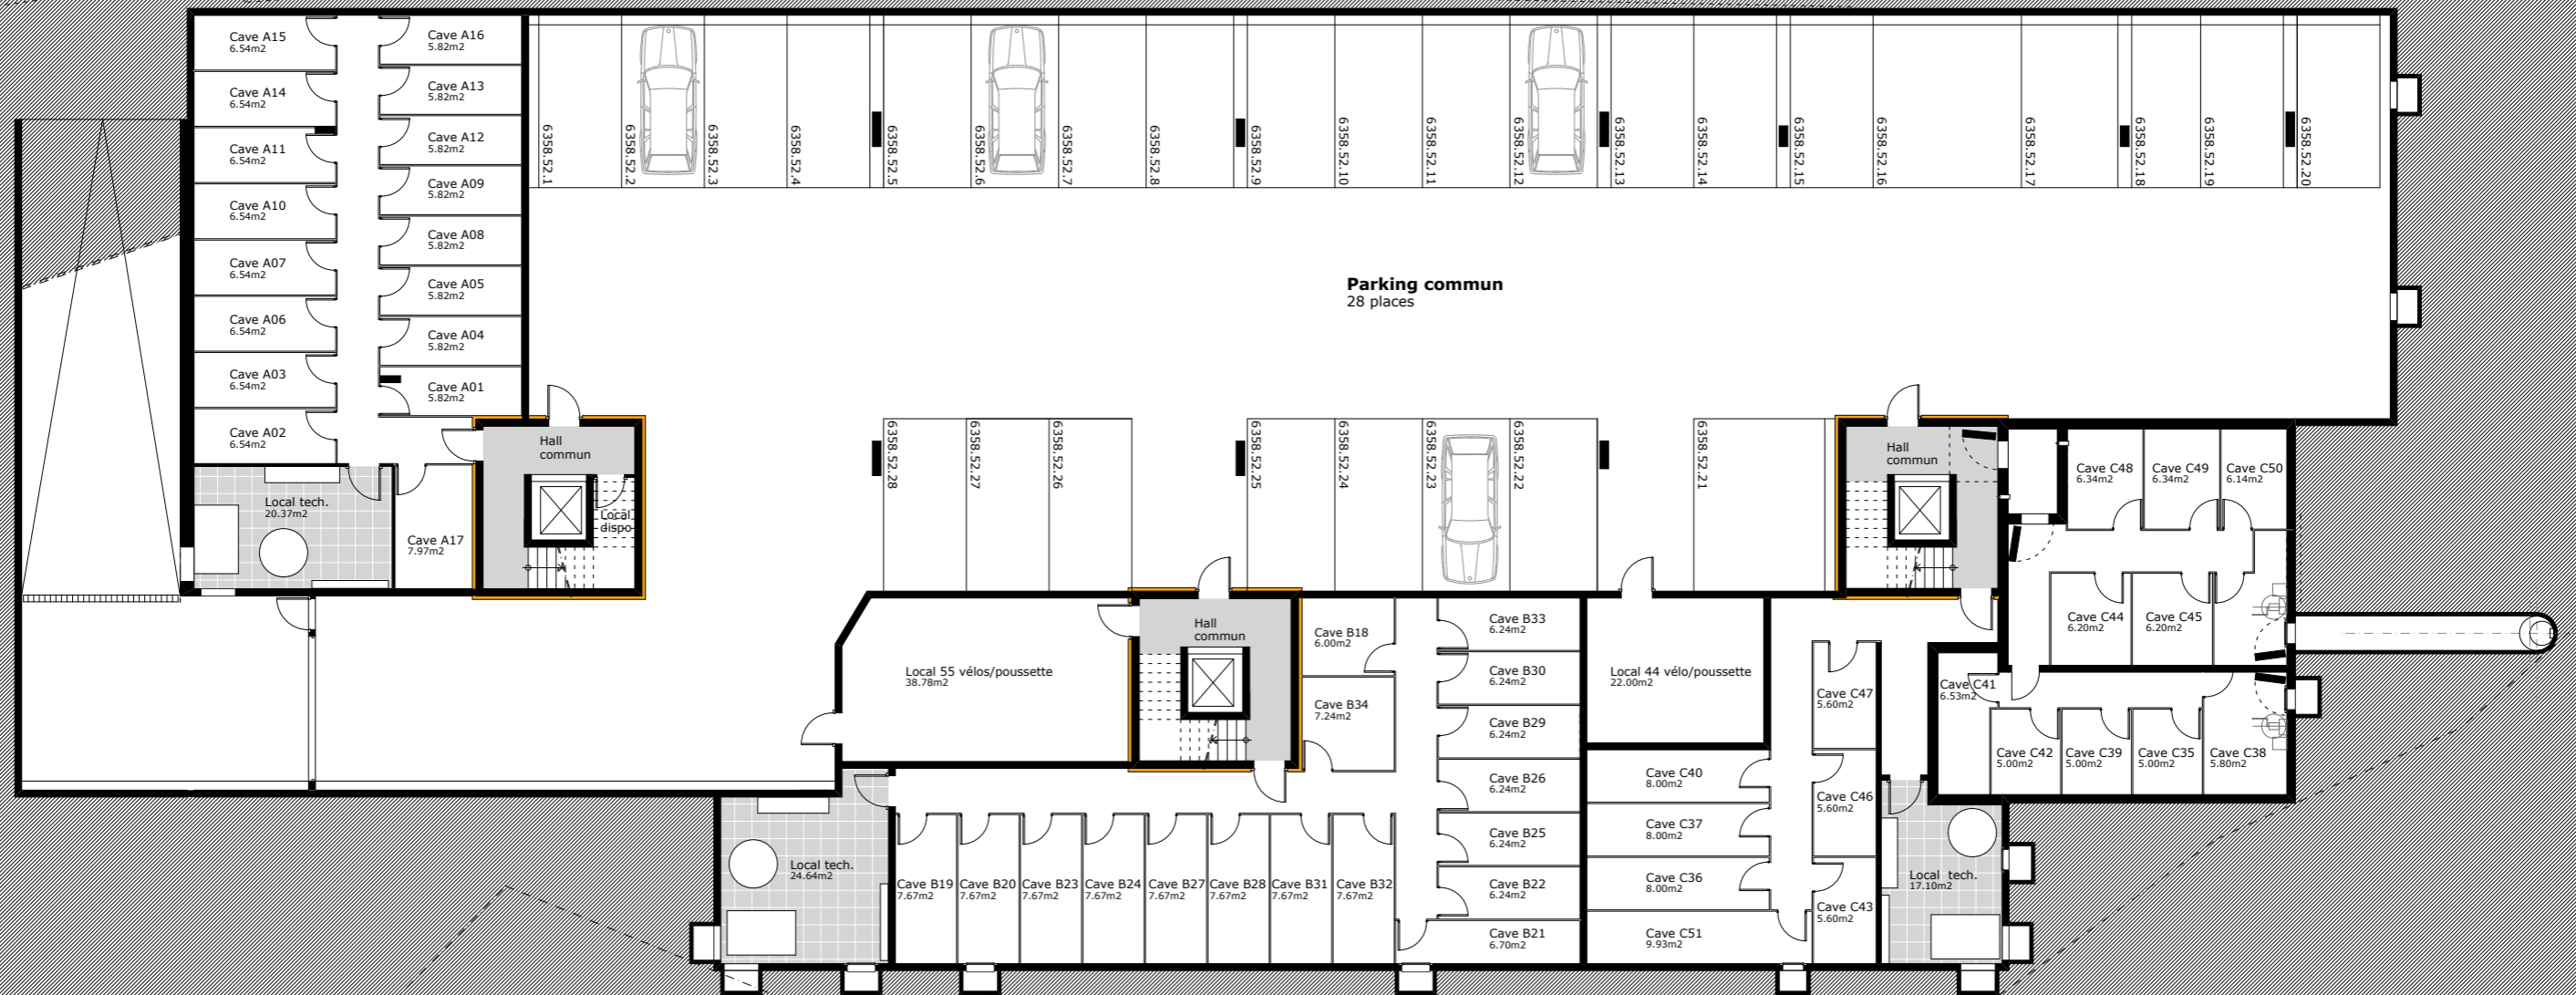 Cave A15
6.54m2
Cave A14
6.54m2
Cave A11
6.54m2
Cave A10
6.54m2
Cave A07
6.54m2
Cave A06
6.54m2
Cave A03
6.54m2
Cave A02
6.54m2
Cave A16
5.82m2
Cave A13
5.82m2
Cave A12
5.82m2
Cave A09
5.82m2
Cave A08
5.82m2
Cave A05
5.82m2
Cave A04
5.82m2
Cave A01
5.82m2
Local tech.
20.37m2
Cave A17
7.97m2
Hall
commun
Local
dispo
6358.52.1
6358.52.2
6358.52.3
6358.52.4
6358.52.5
6358.52.6
6358.52.7
6358.52.8
6358.52.9
6358.52.10
6358.52.11
6358.52.12
6358.52.13
6358.52.14
6358.52.15
6358.52.16
6358.52.17
6358.52.18
6358.52.19
6358.52.20
Parking commun
28 places
6358.52.28
6358.52.27
6358.52.26
6358.52.25
6358.52.24
6358.52.23
6358.52.22
6358.52.21
Hall
commun
Cave C48
6.34m2
Cave C49
6.34m2
Cave C50
6.14m2
Cave C44
6.20m2
Cave C45
6.20m2
Cave C41
6.53m2
Cave C42
5.00m2
Cave C39
5.00m2
Cave C35
5.00m2
Cave C38
5.80m2
Local 55 vélos/poussette
38.78m2
Hall
commun
Cave B18
6.00m2
Cave B34
7.24m2
Cave B33
6.24m2
Cave B30
6.24m2
Cave B29
6.24m2
Cave B26
6.24m2
Cave B25
6.24m2
Cave B22
6.24m2
Cave B21
6.70m2
Local 44 vélo/poussette
22.00m2
Cave C40
8.00m2
Cave C37
8.00m2
Cave C36
8.00m2
Cave C51
9.93m2
Cave C47
5.60m2
Cave C46
5.60m2
Cave C43
5.60m2
Local tech.
17.10m2
Local tech.
24.64m2
Cave B19
7.67m2
Cave B20
7.67m2
Cave B23
7.67m2
Cave B24
7.67m2
Cave B27
7.67m2
Cave B28
7.67m2
Cave B31
7.67m2
Cave B32
7.67m2